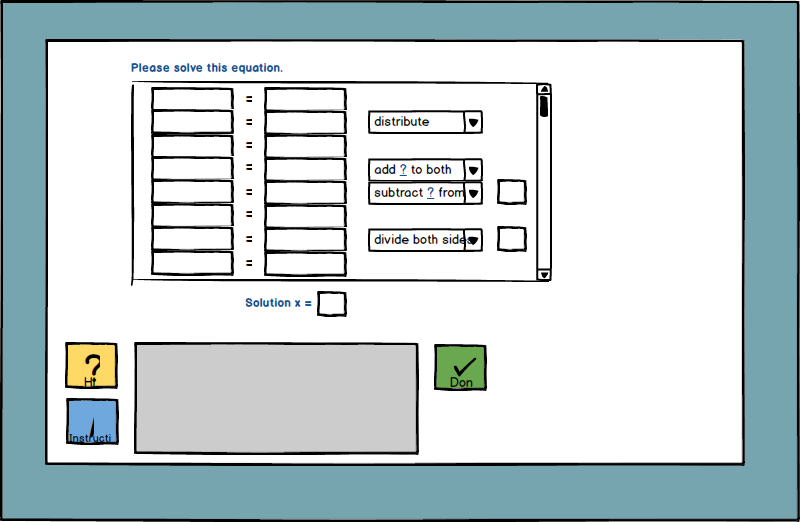 Please solve this equation.
=
= distribute
=
= add ? to both
= subtract ? from
=
= divide both sides
=
Solution x =
?
Hi
Don
Instructi